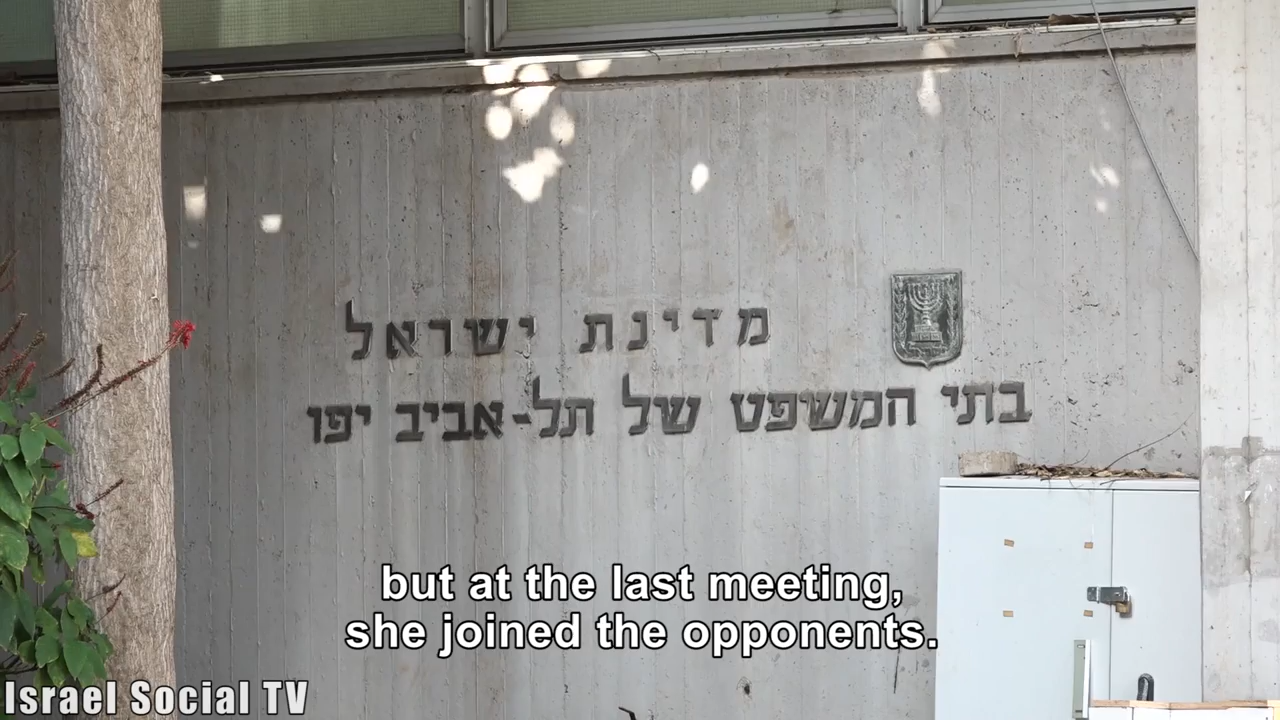 מדינת ישראל
בתי המשפט של תל-אביב יפו
but at the last meeting,
she joined the opponents.
Israel Social TV